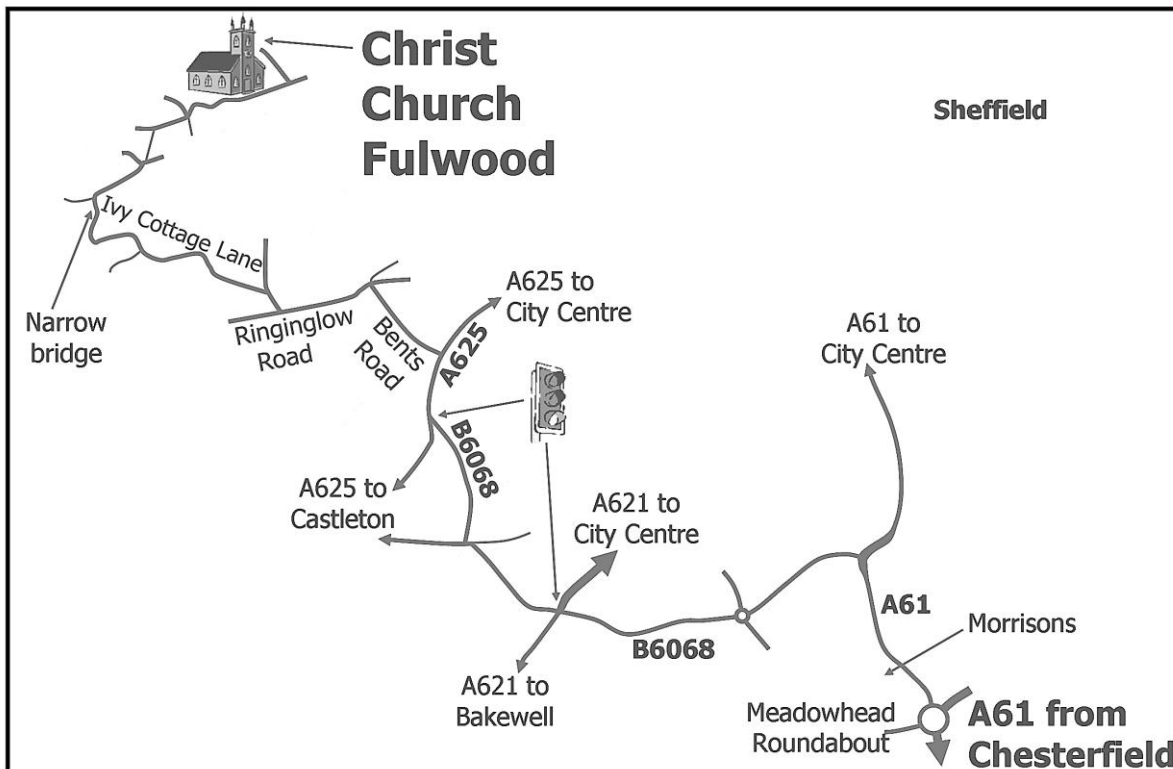 Christ
Church
Fulwood
Sheffield
Ivy Cottage Lane
Narrow
bridge
Ringinglow
Road
Bents
Road
A625 to
City Centre
A625
A61 to
City Centre
B6068
A625 to
Castleton
A621 to
City Centre
A61
B6068
Morrisons
A621 to
Bakewell
Meadowhead
Roundabout
A61 from
Chesterfield